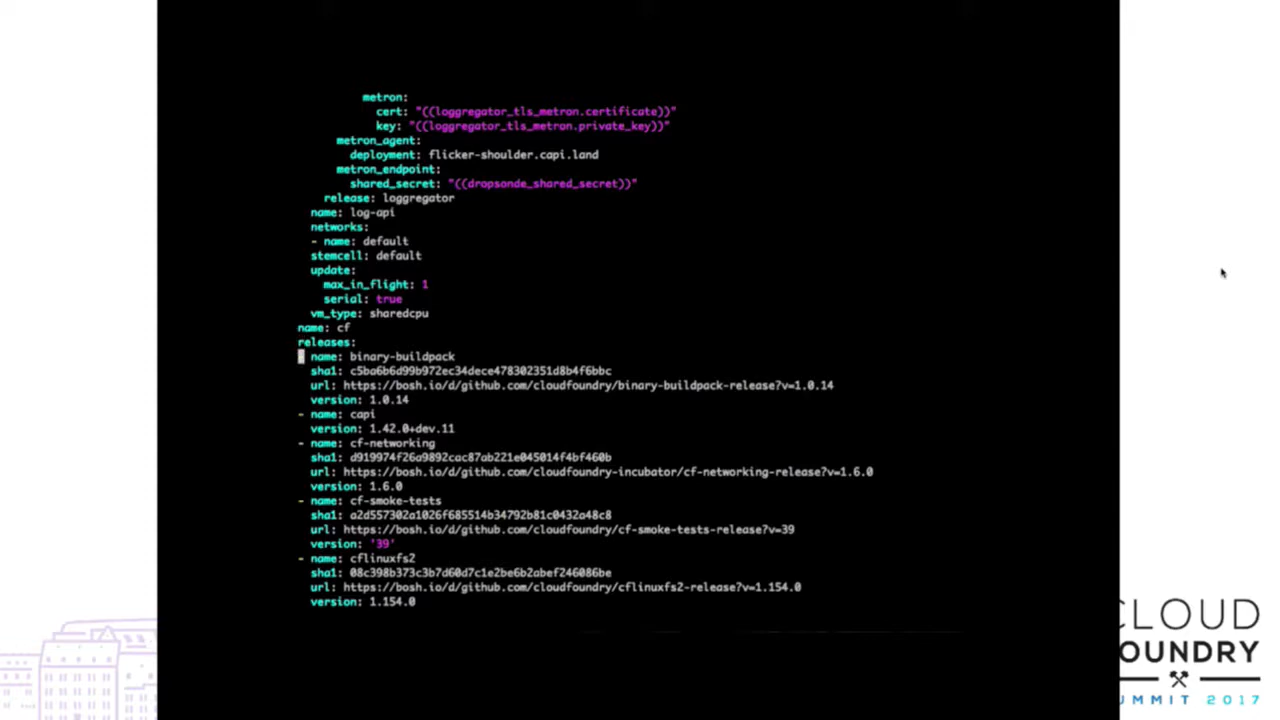 metron:
cert: "((loggregator_tls_metron.certificate))"
key: "((loggregator_tls_metron.private_key))"
metron_agent:
deployment: flicker-shoulder.capi.land
metron_endpoint:
shared_secret: "((dropsonde_shared_secret))"
release: loggregator
name: log-api
networks:
- name: default
stemcell: default
update:
max_in_flight: 1
serial: true
vm_type: sharedcpu
name: cf
releases:
- name: binary-buildpack
sha1: c5ba6b6d99b972ec34dece478302351d8b4f6bbc
url: https://bosh.io/d/github.com/cloudfoundry/binary-buildpack-release?v=1.0.14
version: 1.0.14
- name: capi
version: 1.42.0+dev.11
- name: cf-networking
sha1: d919974f26a9892cac87ab221e045014f4bf460b
url: https://bosh.io/d/github.com/cloudfoundry-incubator/cf-networking-release?v=1.6.0
version: 1.6.0
- name: cf-smoke-tests
sha1: a2d557302a1026f685514b34792b81c0432a48c8
url: https://bosh.io/d/github.com/cloudfoundry/cf-smoke-tests-release?v=39
version: '39'
- name: cflinuxfs2
sha1: 08c398b373c3b7d60d7c1e2be6b2abef246086be
url: https://bosh.io/d/github.com/cloudfoundry/cflinuxfs2-release?v=1.154.0
version: 1.154.0
CLOUD
OUNDRY
UMMIT 2017